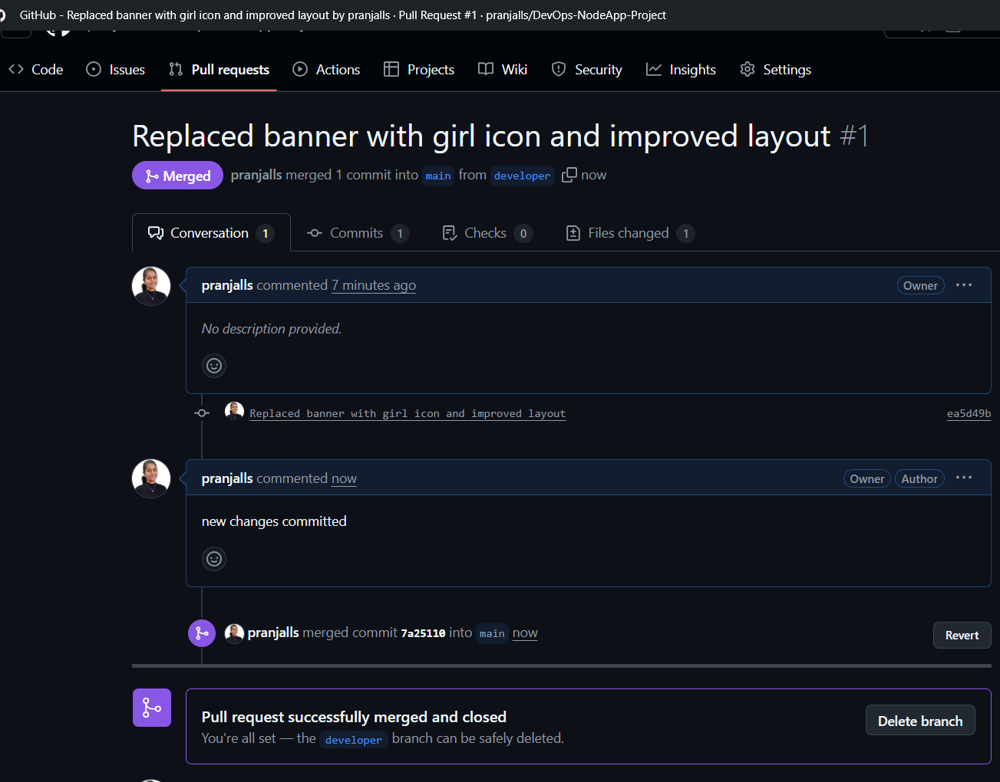 GitHub - Replaced banner with girl icon and improved layout by pranjalls · Pull Request #1 · pranjalls/DevOps-NodeApp-Project
Code Issues Pull requests Actions Projects Wiki Security Insights Settings
Replaced banner with girl icon and improved layout #1
Merged pranjalls merged 1 commit into main from developer now
Conversation 1 Commits 1 Checks 0 Files changed 1
pranjalls commented 7 minutes ago Owner ...
No description provided.
Replaced banner with girl icon and improved layout ea5d49b
pranjalls commented now Owner Author ...
new changes committed
pranjalls merged commit 7a25110 into main now Revert
Pull request successfully merged and closed
You're all set — the developer branch can be safely deleted.
Delete branch